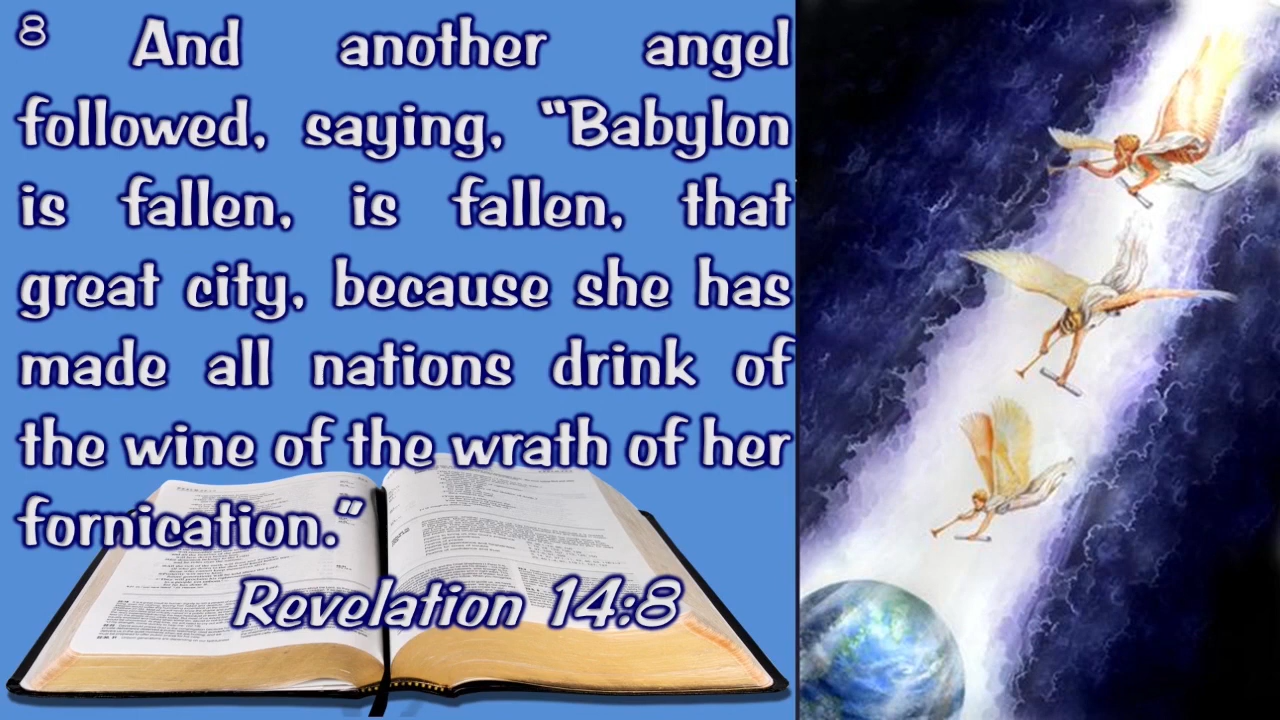 8 And another angel
followed, saying, “Babylon
is fallen, is fallen, that
great city, because she has
made all nations drink of
the wine of the wrath of her
fornication.”
Revelation 14:8